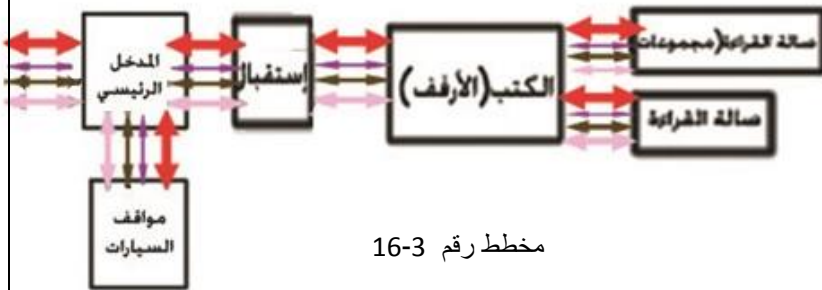 صالة القراءة(مجموعات
المدخل
الرئيسي
إستقبال
الكتب(الأرفف)
صالة القراءة
مواقف
السيارات
مخطط رقم 3-16